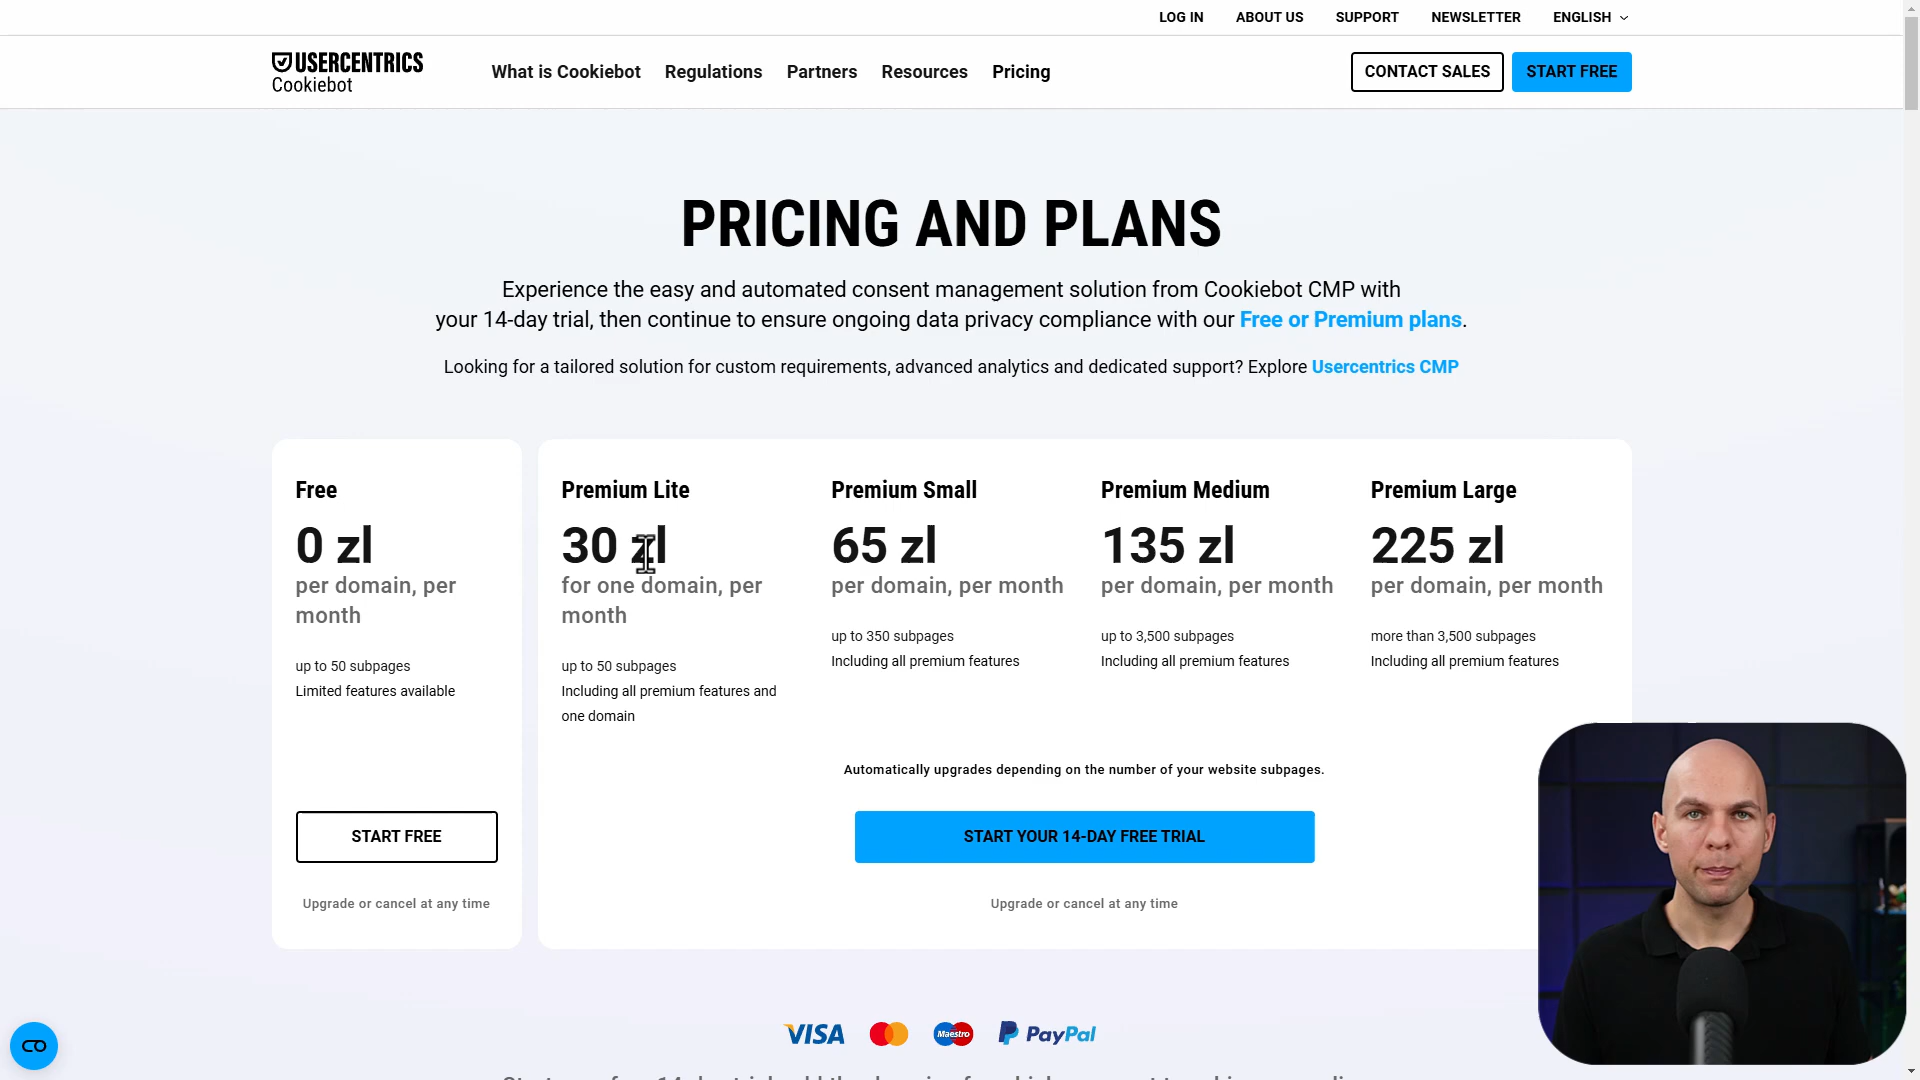 LOG IN
ABOUT US
SUPPORT
NEWSLETTER
ENGLISH
USERCENTRICS
Cookiebot
What is Cookiebot
Regulations
Partners
Resources
Pricing
CONTACT SALES
START FREE
PRICING AND PLANS
Experience the easy and automated consent management solution from Cookiebot CMP with
your 14-day trial, then continue to ensure ongoing data privacy compliance with our Free or Premium plans.
Looking for a tailored solution for custom requirements, advanced analytics and dedicated support? Explore Usercentrics CMP
Free
0 zl
per domain, per
month
up to 50 subpages
Limited features available
START FREE
Upgrade or cancel at any time
Premium Lite
30 zl
for one domain, per
month
up to 50 subpages
Including all premium features and
one domain
Premium Small
65 zl
per domain, per month
up to 350 subpages
Including all premium features
Premium Medium
135 zl
per domain, per month
up to 3,500 subpages
Including all premium features
Premium Large
225 zl
per domain, per month
more than 3,500 subpages
Including all premium features
Automatically upgrades depending on the number of your website subpages.
START YOUR 14-DAY FREE TRIAL
Upgrade or cancel at any time
VISA
Maestro
PayPal